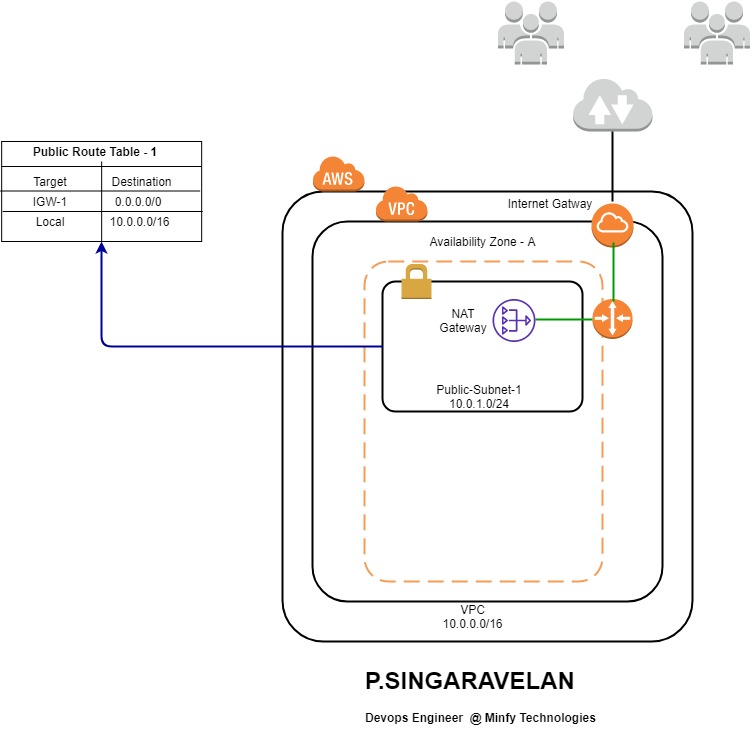 Public Route Table - 1
Target Destination
IGW-1 0.0.0.0/0
Local 10.0.0.0/16
AWS
VPC
Internet Gatway
Availability Zone - A
NAT
Gateway
Public-Subnet-1
10.0.1.0/24
VPC
10.0.0.0/16
P.SINGARAVELAN
Devops Engineer @ Minfy Technologies